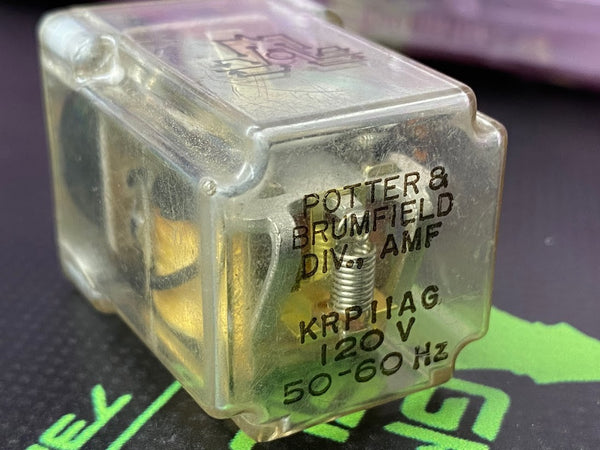 POTTER &
BRUMFIELD
DIV., AMF
KRP11AG
120 V
50-60 Hz